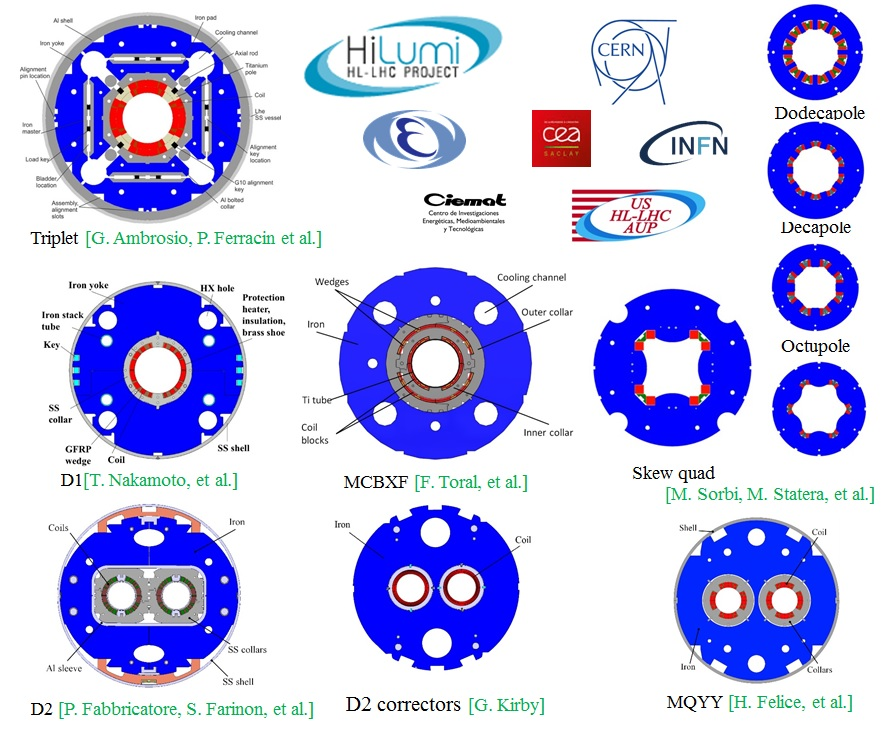 Al shell
Iron pad
Cooling channel
Iron yoke
Axial rod
Titanium
pole
Alignment
pin location
Coil
Lhe
SS vessel
Iron
master
Load key
Alignment
key
location
Bladder
location
G10 alignment
key
Assembly
alignment
slots
Al bolted
collar
Triplet [G. Ambrosio, P. Ferracin et al.]
HiLumi
HL-LHC PROJECT
CERN
cea
SACLAY
INFN
Ciemat
Centro de Investigaciones
Energéticas, Medioambientales
y Tecnológicas
US
HL-LHC
AUP
Dodecapole
Decapole
Octupole
Iron yoke
HX hole
Protection
heater,
insulation,
brass shoe
Iron stack
tube
Key
SS
collar
GFRP
wedge
Coil
SS shell
D1[T. Nakamoto, et al.]
Wedges
Cooling channel
Outer collar
Iron
Ti tube
Coil
blocks
Inner collar
MCBXF [F. Toral, et al.]
Skew quad
[M. Sorbi, M. Statera, et al.]
Coils
Iron
Al sleeve
SS collars
SS shell
D2 [P. Fabbricatore, S. Farinon, et al.]
Iron
Coil
D2 correctors [G. Kirby]
Shell
Coil
Iron
Collars
MQYY [H. Felice, et al.]